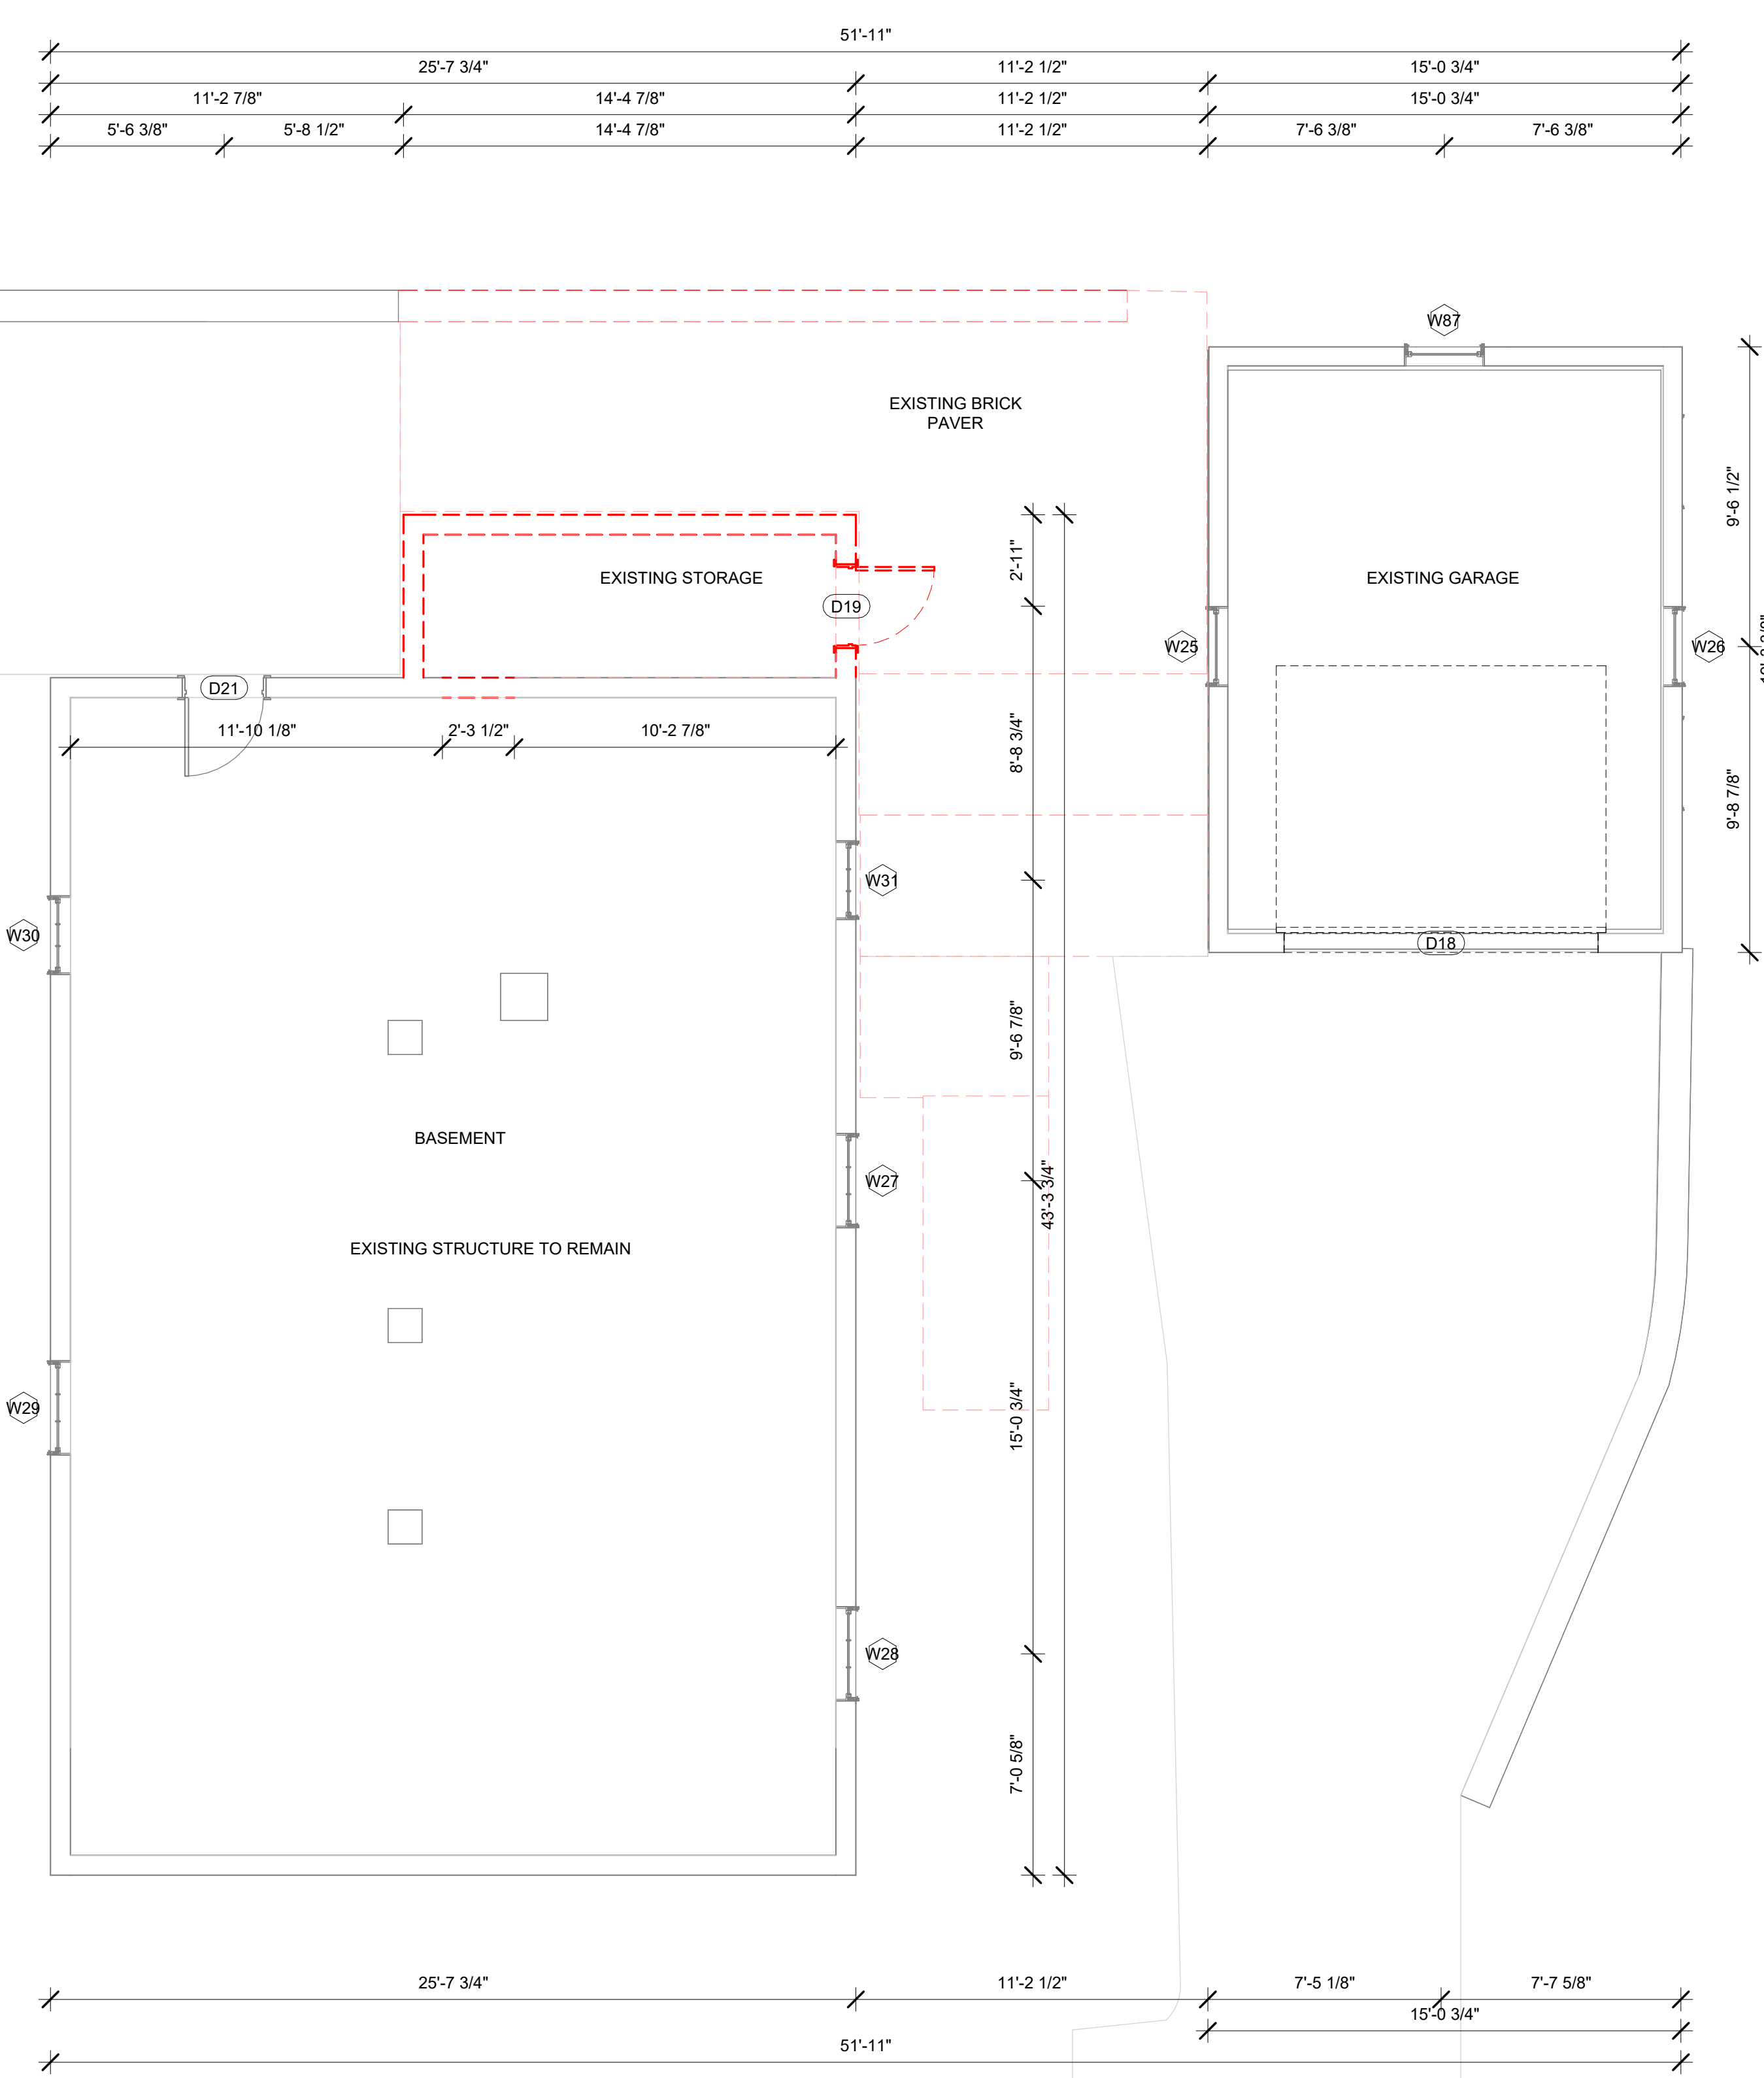 51'-11"
25'-7 3/4"
11'-2 1/2"
15'-0 3/4"
11'-2 7/8"
14'-4 7/8"
11'-2 1/2"
15'-0 3/4"
5'-6 3/8"
5'-8 1/2"
14'-4 7/8"
11'-2 1/2"
7'-6 3/8"
7'-6 3/8"
W87
EXISTING BRICK
PAVER
9'-6 1/2"
2'-11"
EXISTING STORAGE
EXISTING GARAGE
D19
W25
W26
D21
11'-10 1/8"
2'-3 1/2"
10'-2 7/8"
8'-8 3/4"
9'-8 7/8"
W31
W30
D18
9'-6 7/8"
BASEMENT
W27
43'-3 3/4"
EXISTING STRUCTURE TO REMAIN
W29
15'-0 3/4"
W28
7'-0 5/8"
25'-7 3/4"
11'-2 1/2"
7'-5 1/8"
7'-7 5/8"
15'-0 3/4"
51'-11"